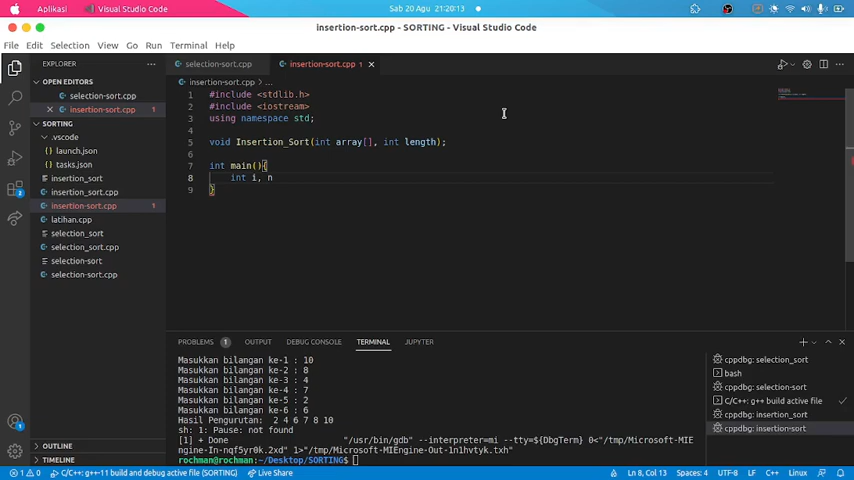 Aplikasi Visual Studio Code Sab 20 Agu 20:20:13
insertion-sort.cpp - SORTING - Visual Studio Code
File Edit Selection View Go Run Terminal Help
EXPLORER
OPEN EDITORS
selection-sort.cpp
insertion-sort.cpp 1
SORTING
.vscode
launch.json
tasks.json
insertion_sort
insertion_sort.cpp
insertion-sort.cpp 1
latihan.cpp
selection_sort
selection_sort.cpp
selection-sort
selection-sort.cpp
OUTLINE
TIMELINE
2
1
selection-sort.cpp insertion-sort.cpp 1
insertion-sort.cpp > ...
1 #include <stdlib.h>
2 #include <iostream>
3 using namespace std;
4
5 void Insertion_Sort(int array[], int length);
6
7 int main(){
8 int i, n
9 }
PROBLEMS 1 OUTPUT DEBUG CONSOLE TERMINAL JUPYTER
Masukkan bilangan ke-1 : 10
Masukkan bilangan ke-2 : 8
Masukkan bilangan ke-3 : 4
Masukkan bilangan ke-4 : 7
Masukkan bilangan ke-5 : 2
Masukkan bilangan ke-6 : 6
Hasil Pengurutan: 2 4 6 7 8 10
sh: 1: Pause: not found
[1] + Done "/usr/bin/gdb" --interpreter=mi --tty=${DbgTerm} 0<"/tmp/Microsoft-MIE
ngine-In-nqf5yr0k.2xd" 1>"/tmp/Microsoft-MIEngine-Out-1n1hvtyk.txh"
rochman@rochman:~/Desktop/SORTING$
cppdbg: selection_sort
bash
cppdbg: selection-sort
C/C++: g++ build active file
cppdbg: insertion_sort
cppdbg: insertion-sort
1 0 C/C++: g++-11 build and debug active file (SORTING) Live Share Ln 8, Col 13 Spaces: 4 UTF-8 LF C++ Linux